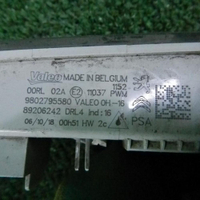 Valeo MADE IN BELGIUM
1152
00RL 02A E2 11037 PWM
9802795580 VALEO 0H-16
89206242 DRL4 Ind: 16
06/10/18 00h51 HW 2c PSA